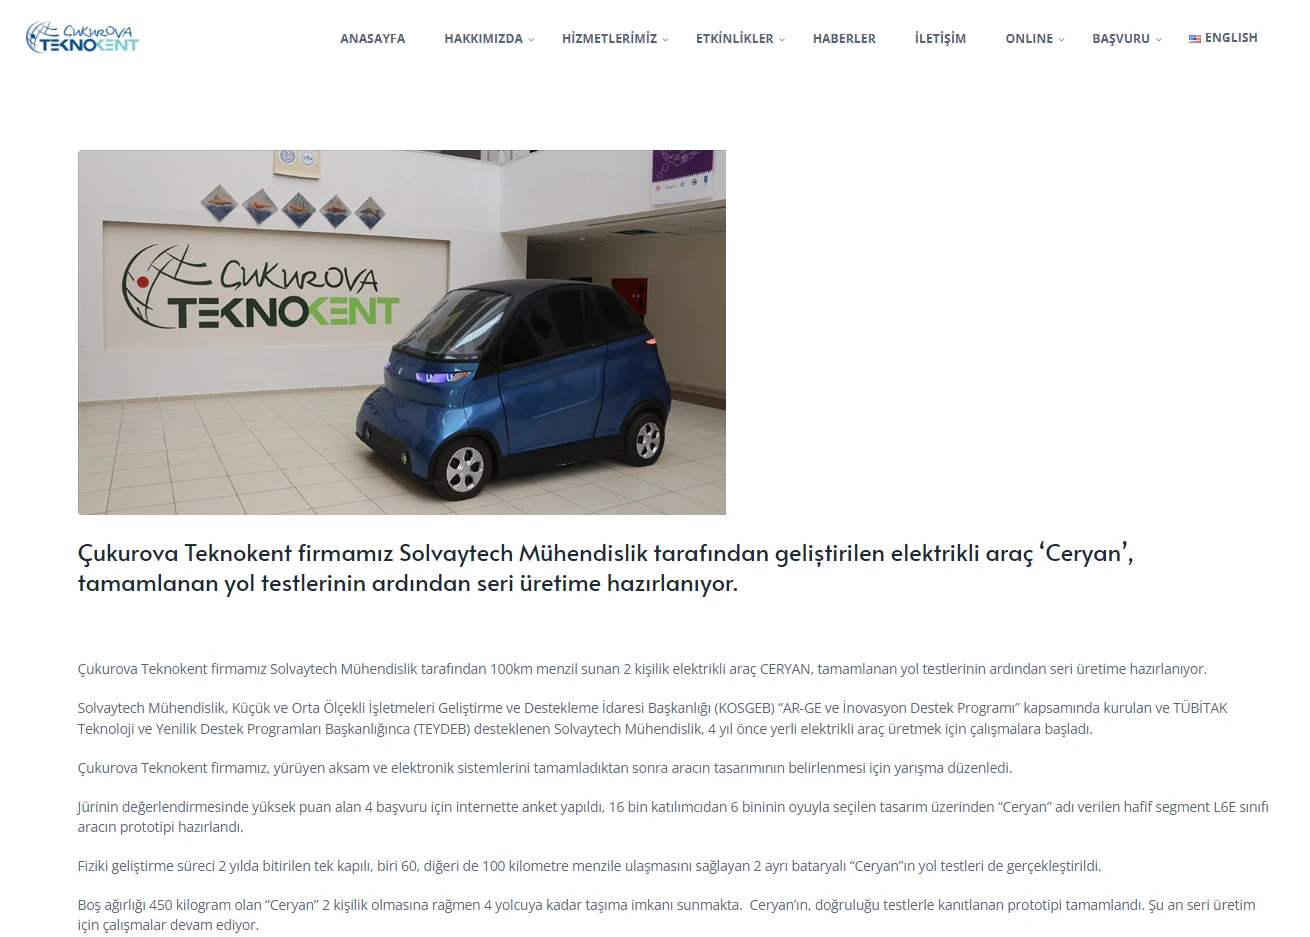 ÇUKUROVA
TEKNOKENT
ANASAYFA
HAKKIMIZDA
HİZMETLERİMİZ
ETKİNLİKLER
HABERLER
İLETİŞİM
ONLINE
BAŞVURU
ENGLISH
ÇUKUROVA
TEKNOKENT
Çukurova Teknokent firmamız Solvaytech Mühendislik tarafından geliştirilen elektrikli araç ‘Ceryan’,
tamamlanan yol testlerinin ardından seri üretime hazırlanıyor.
Çukurova Teknokent firmamız Solvaytech Mühendislik tarafından 100km menzil sunan 2 kişilik elektrikli araç CERYAN, tamamlanan yol testlerinin ardından seri üretime hazırlanıyor.
Solvaytech Mühendislik, Küçük ve Orta Ölçekli İşletmeleri Geliştirme ve Destekleme İdaresi Başkanlığı (KOSGEB) “AR-GE ve İnovasyon Destek Programı” kapsamında kurulan ve TÜBİTAK
Teknoloji ve Yenilik Destek Programları Başkanlığınca (TEYDEB) desteklenen Solvaytech Mühendislik, 4 yıl önce yerli elektrikli araç üretmek için çalışmalara başladı.
Çukurova Teknokent firmamız, yürüyen aksam ve elektronik sistemlerini tamamladıktan sonra aracın tasarımının belirlenmesi için yarışma düzenledi.
Jürinin değerlendirmesinde yüksek puan alan 4 başvuru için internette anket yapıldı, 16 bin katılımcıdan 6 bininin oyuyla seçilen tasarım üzerinden “Ceryan” adı verilen hafif segment L6E sınıfı
aracın prototipi hazırlandı.
Fiziki geliştirme süreci 2 yılda bitirilen tek kapılı, biri 60, diğeri de 100 kilometre menzile ulaşmasını sağlayan 2 ayrı bataryalı “Ceryan”ın yol testleri de gerçekleştirildi.
Boş ağırlığı 450 kilogram olan “Ceryan” 2 kişilik olmasına rağmen 4 yolcuya kadar taşıma imkanı sunmakta.  Ceryan’ın, doğruluğu testlerle kanıtlanan prototipi tamamlandı. Şu an seri üretim
için çalışmalar devam ediyor.